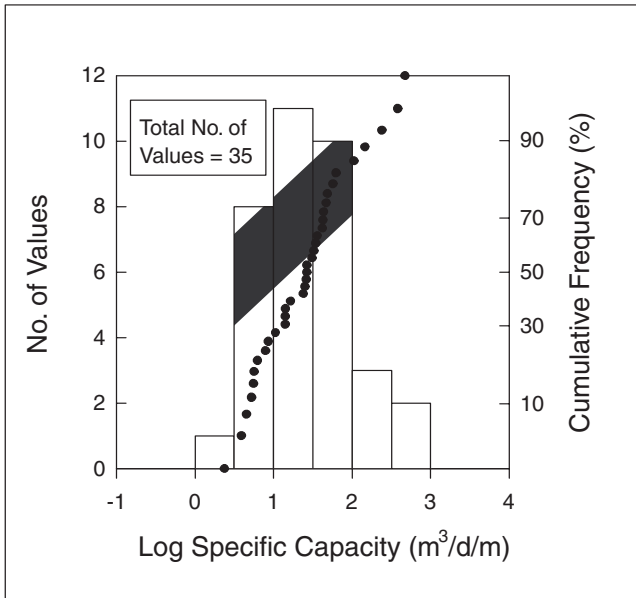 12
10
8
6
4
2
0
No. of Values
Total No. of
Values = 35
90
70
50
30
10
Cumulative Frequency (%)
-1 0 1 2 3 4
Log Specific Capacity (m³/d/m)